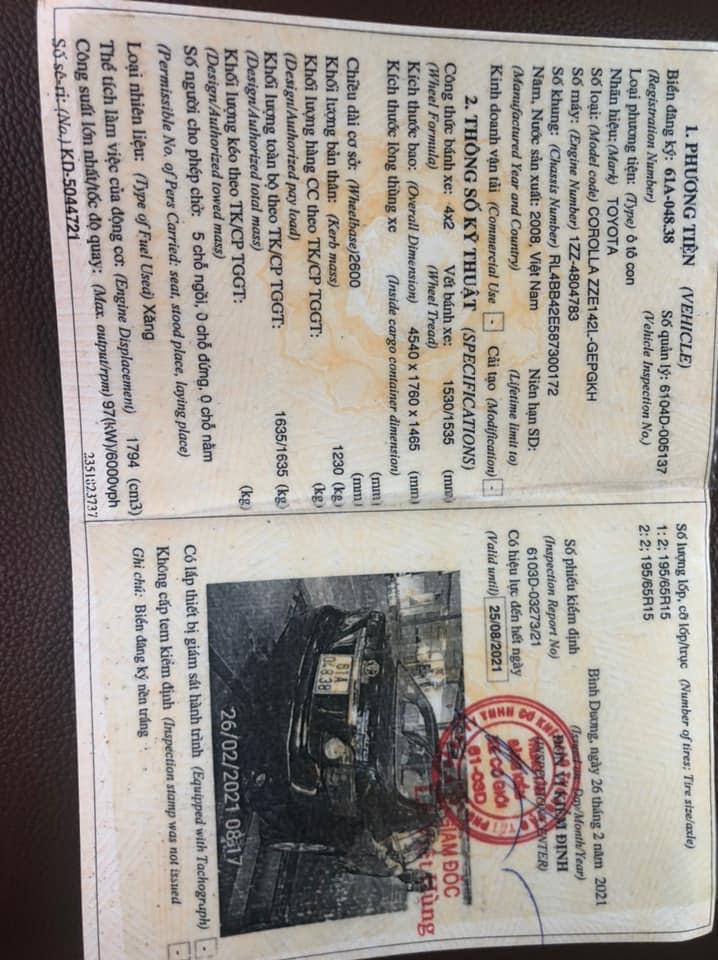 1. PHƯƠNG TIỆN (VEHICLE)
Biển đăng ký: 61A-048.38 Số quản lý: 6104D-005137
(Registration Number) (Vehicle Inspection No.)
Loại phương tiện: (Type) ô tô con
Nhãn hiệu: (Mark) TOYOTA
Số loại: (Model code) COROLLA ZZE142L-GEPGKH
Số máy: (Engine Number) 1ZZ-4804783
Số khung: (Chassis Number) RL4BB42E587300172
Năm, Nước sản xuất: 2008, Việt Nam Niên hạn SD:
(Manufactured Year and Country) (Lifetime limit to)
Kinh doanh vận tải (Commercial Use) - Cải tạo (Modification) -
2. THÔNG SỐ KỸ THUẬT (SPECIFICATIONS)
Công thức bánh xe: 4x2 Vết bánh xe: 1530/1535 (mm)
(Wheel Formula) (Wheel Tread)
Kích thước bao: (Overall Dimension) 4540 x 1760 x 1465 (mm)
Kích thước lòng thùng xe (Inside cargo container dimension)
(mm)
Chiều dài cơ sở: (Wheelbase) 2600 (mm)
Khối lượng bản thân: (Kerb mass) 1230 (kg)
Khối lượng hàng CC theo TK/CP TGGT: (kg)
(Design/Authorized pay load)
Khối lượng toàn bộ theo TK/CP TGGT: 1635/1635 (kg)
(Design/Authorized total mass)
Khối lượng kéo theo TK/CP TGGT: (kg)
(Design/Authorized towed mass)
Số người cho phép chở: 5 chỗ ngồi, 0 chỗ đứng, 0 chỗ nằm
(Permissible No. of Pers Carried: seat, stood place, laying place)
Loại nhiên liệu: (Type of Fuel Used) Xăng
Thể tích làm việc của động cơ: (Engine Displacement) 1794 (cm3)
Công suất lớn nhất/tốc độ quay: (Max. output/rpm) 97(kW)/6000vph
Số sê-ri: (No.) KD-5044721 2351823737
Số lượng lốp, cỡ lốp/trục (Number of tires; Tire size/axle)
1: 2; 195/65R15
2: 2; 195/65R15
Bình Dương, ngày 26 tháng 2 năm 2021
(Issued on: Day/Month/Year)
Số phiếu kiểm định ĐƠN VỊ KIỂM ĐỊNH
(Inspection Report No) (INSPECTION CENTER)
6103D-03273/21
Có hiệu lực đến hết ngày
(Valid until) 25/08/2021
61-03D
GIÁM ĐỐC
Hùng
61A
048.38
26/02/2021 08:17
Có lắp thiết bị giám sát hành trình (Equipped with Tachograph) -
Không cấp tem kiểm định (Inspection stamp was not issued -
Ghi chú: Biển đăng ký nền trắng